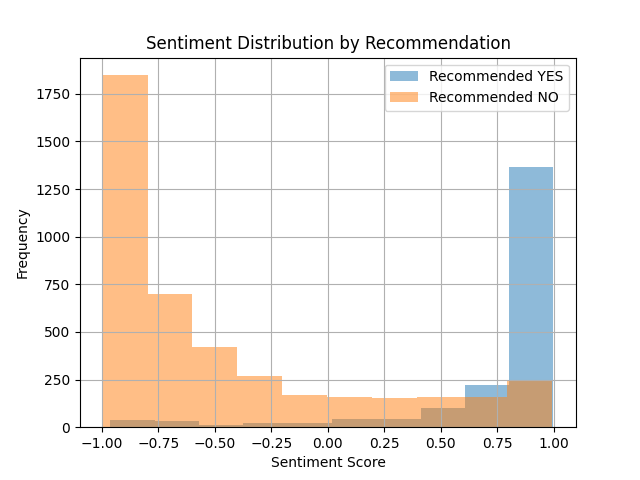 Sentiment Distribution by Recommendation
Recommended YES
Recommended NO
Frequency
1750
1500
1250
1000
750
500
250
0
−1.00 −0.75 −0.50 −0.25 0.00 0.25 0.50 0.75 1.00
Sentiment Score